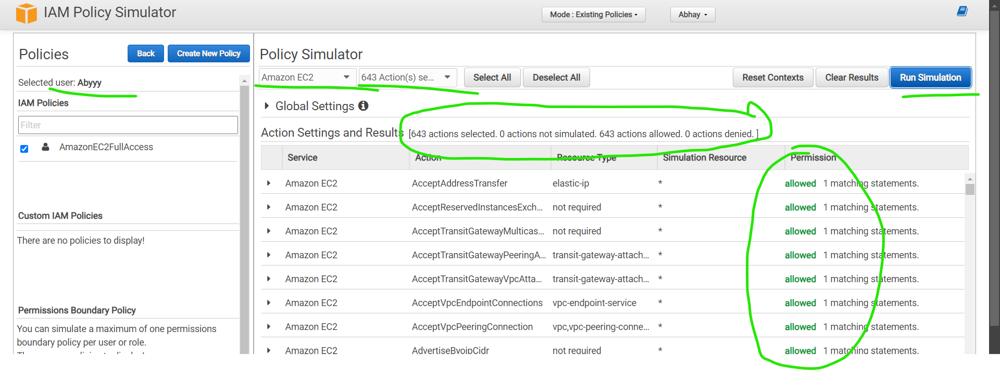 IAM Policy Simulator
Mode : Existing Policies
Abhay
Policies
Back
Create New Policy
Selected user: Abyyy
IAM Policies
Filter
AmazonEC2FullAccess
Custom IAM Policies
There are no policies to display!
Permissions Boundary Policy
You can simulate a maximum of one permissions
boundary policy per user or role.
Policy Simulator
Amazon EC2
643 Action(s) se...
Select All
Deselect All
Reset Contexts
Clear Results
Run Simulation
Global Settings
Action Settings and Results [643 actions selected. 0 actions not simulated. 643 actions allowed. 0 actions denied. ]
Service Action Resource Type Simulation Resource Permission
Amazon EC2 AcceptAddressTransfer elastic-ip * allowed 1 matching statements.
Amazon EC2 AcceptReservedInstancesExch... not required * allowed 1 matching statements.
Amazon EC2 AcceptTransitGatewayMulticas... not required * allowed 1 matching statements.
Amazon EC2 AcceptTransitGatewayPeeringA... transit-gateway-attach... * allowed 1 matching statements.
Amazon EC2 AcceptTransitGatewayVpcAtta... transit-gateway-attach... * allowed 1 matching statements.
Amazon EC2 AcceptVpcEndpointConnections vpc-endpoint-service * allowed 1 matching statements.
Amazon EC2 AcceptVpcPeeringConnection vpc,vpc-peering-conne... * allowed 1 matching statements.
Amazon EC2 AdvertiseByoipCidr not required * allowed 1 matching statements.